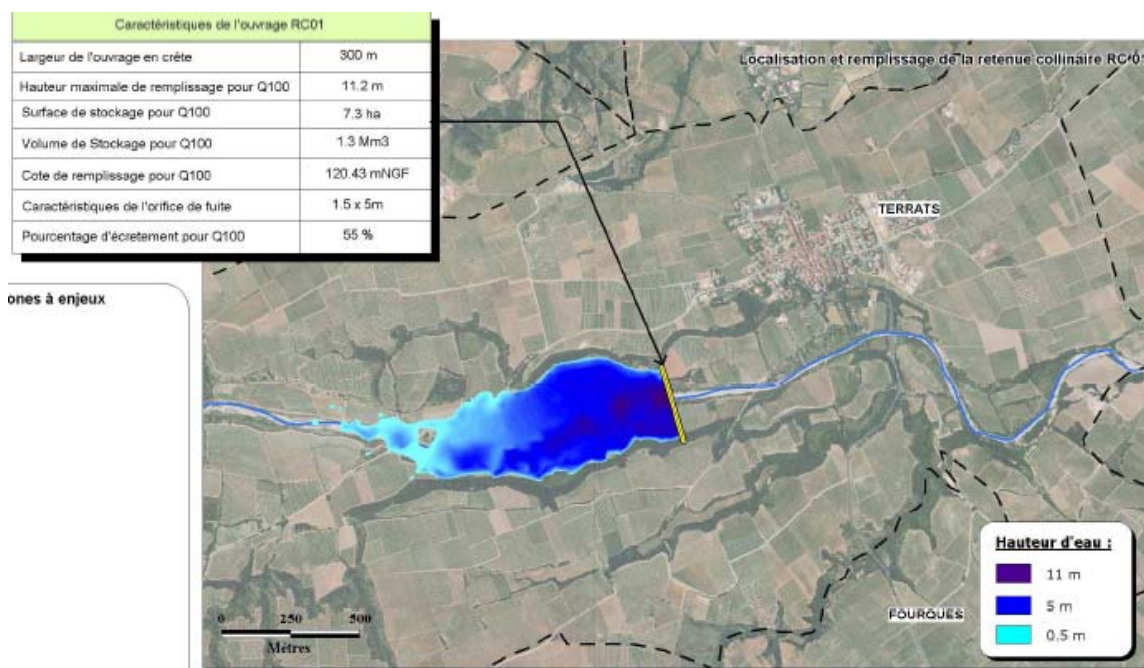 Caractéristiques de l'ouvrage RC01
Largeur de l'ouvrage en crête 300 m
Hauteur maximale de remplissage pour Q100 11.2 m
Surface de stockage pour Q100 7.3 ha
Volume de Stockage pour Q100 1.3 Mm3
Cote de remplissage pour Q100 120.43 mNGF
Caractéristiques de l'orifice de fuite 1.5 x 5m
Pourcentage d'écretement pour Q100 55 %
Localisation et remplissage de la retenue collinaire RC 01
ones à enjeux
TERRATS
FOURQUES
0 250 500
Mètres
Hauteur d'eau :
11 m
5 m
0.5 m